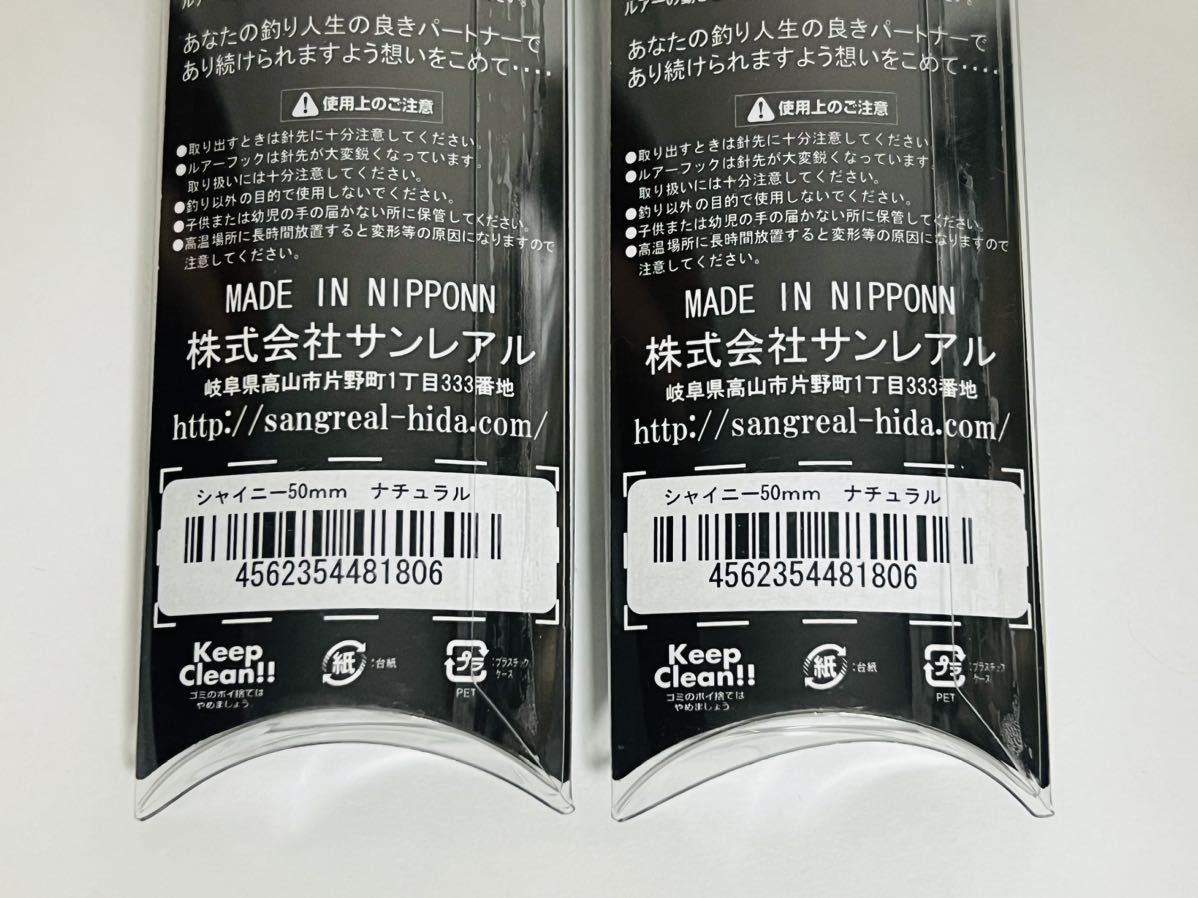 あなたの釣り人生の良きパートナーで
あり続けられますよう想いをこめて････
使用上のご注意
●取り出すときは針先に十分注意してください。
●ルアーフックは針先が大変鋭くなっています。
取り扱いには十分注意してください。
●釣り以外の目的で使用しないでください。
●子供または幼児の手の届かない所に保管してください。
●高温場所に長時間放置すると変形等の原因になりますので
注意してください。
MADE IN NIPPONN
株式会社サンレアル
岐阜県高山市片野町1丁目333番地
http://sangreal-hida.com/
シャイニー50mm ナチュラル
4562354481806
Keep
Clean!!
ゴミのポイ捨ては
やめましょう
紙 :台紙
プラ :プラスチック
ケース
PET
あなたの釣り人生の良きパートナーで
あり続けられますよう想いをこめて････
使用上のご注意
●取り出すときは針先に十分注意してください。
●ルアーフックは針先が大変鋭くなっています。
取り扱いには十分注意してください。
●釣り以外の目的で使用しないでください。
●子供または幼児の手の届かない所に保管してください。
●高温場所に長時間放置すると変形等の原因になりますので
注意してください。
MADE IN NIPPONN
株式会社サンレアル
岐阜県高山市片野町1丁目333番地
http://sangreal-hida.com/
シャイニー50mm ナチュラル
4562354481806
Keep
Clean!!
ゴミのポイ捨ては
やめましょう
紙 :台紙
プラ :プラスチック
ケース
PET